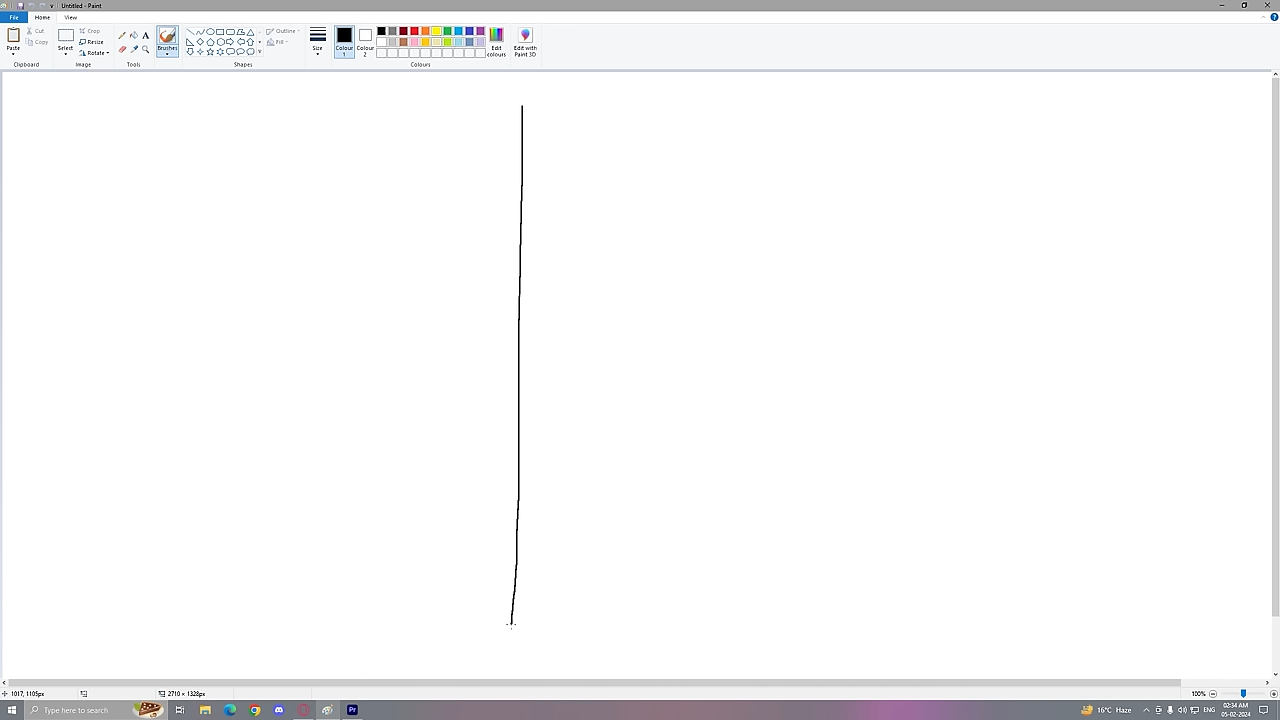 Untitled - Paint
File Home View
Paste
Cut
Copy
Clipboard
Select
Crop
Resize
Rotate
Image
A
Tools
Brushes
Shapes
Outline
Fill
Size
Colour 1
Colour 2
Colours
Edit colours
Edit with Paint 3D
1017, 1105px
2710 × 1328px
100%
Type here to search
Pr
16°C Haze
ENG
02:34 AM
05-02-2024